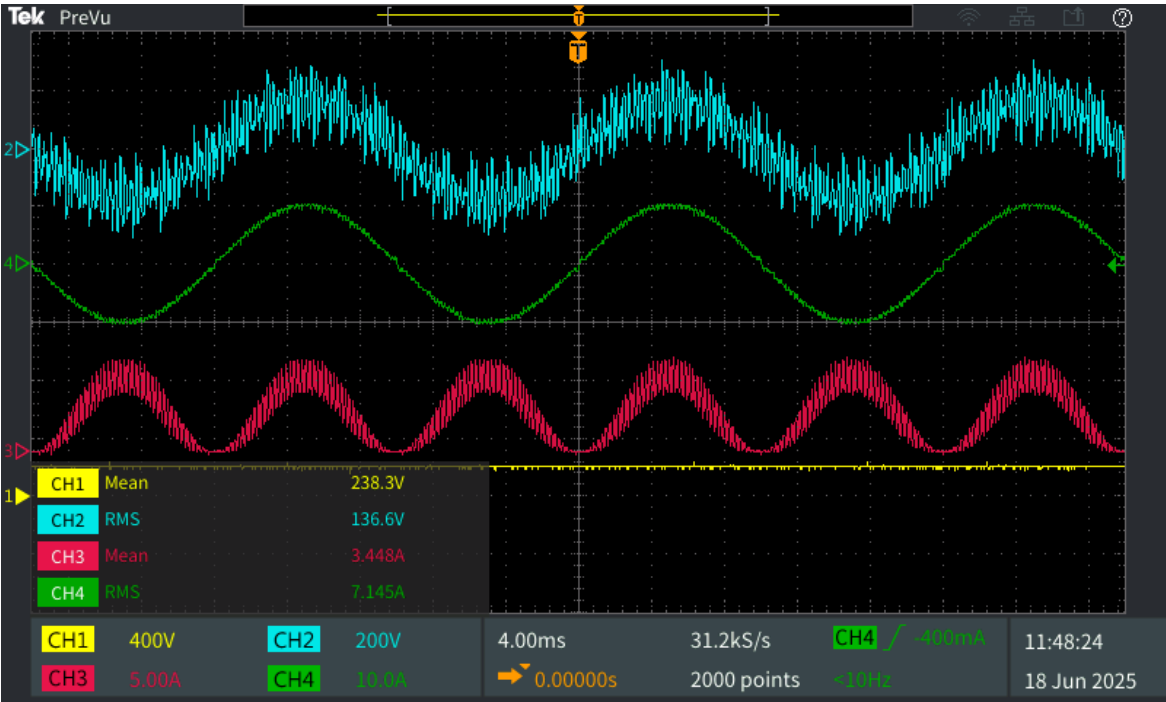 Tek PreVu
T
T
2
4
3
1
CH1 Mean 238.3V
CH2 RMS 136.6V
CH3 Mean 3.448A
CH4 RMS 7.145A
CH1 400V CH2 200V 4.00ms 31.2kS/s CH4 -400mA 11:48:24
CH3 5.00A CH4 10.0A 0.00000s 2000 points <10Hz 18 Jun 2025